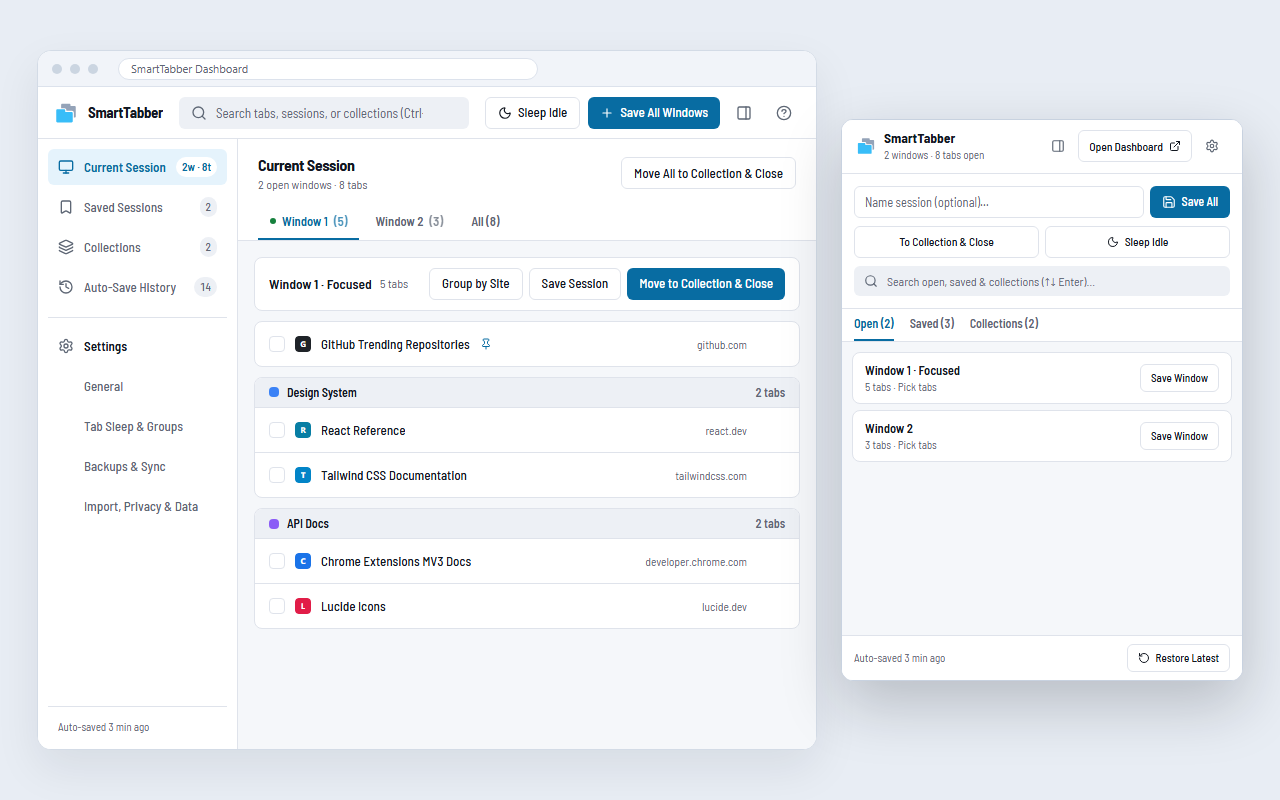 SmartTabber Dashboard
SmartTabber
Search tabs, sessions, or collections (Ctrl
Sleep Idle
Save All Windows
Current Session
2w · 8t
Saved Sessions
2
Collections
2
Auto-Save History
14
Settings
General
Tab Sleep & Groups
Backups & Sync
Import, Privacy & Data
Auto-saved 3 min ago
Current Session
2 open windows · 8 tabs
Move All to Collection & Close
Window 1 (5)
Window 2 (3)
All (8)
Window 1 · Focused
5 tabs
Group by Site
Save Session
Move to Collection & Close
G
GitHub Trending Repositories
github.com
Design System
2 tabs
R
React Reference
react.dev
T
Tailwind CSS Documentation
tailwindcss.com
API Docs
2 tabs
C
Chrome Extensions MV3 Docs
developer.chrome.com
L
Lucide Icons
lucide.dev
SmartTabber
2 windows · 8 tabs open
Open Dashboard
Name session (optional)...
Save All
To Collection & Close
Sleep Idle
Search open, saved & collections (↑↓ Enter)...
Open (2)
Saved (3)
Collections (2)
Window 1 · Focused
5 tabs · Pick tabs
Save Window
Window 2
3 tabs · Pick tabs
Save Window
Auto-saved 3 min ago
Restore Latest